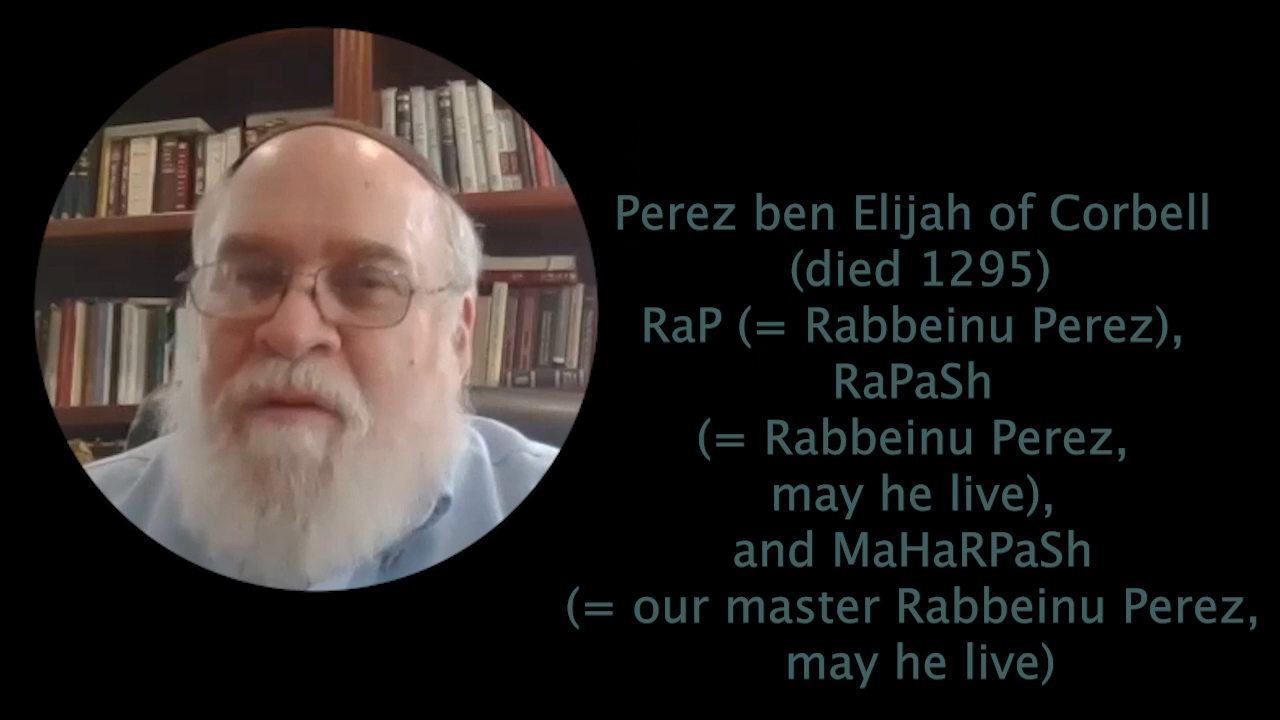 Perez ben Elijah of Corbell
(died 1295)
RaP (= Rabbeinu Perez),
RaPaSh
(= Rabbeinu Perez,
may he live),
and MaHaRPaSh
(= our master Rabbeinu Perez,
may he live)